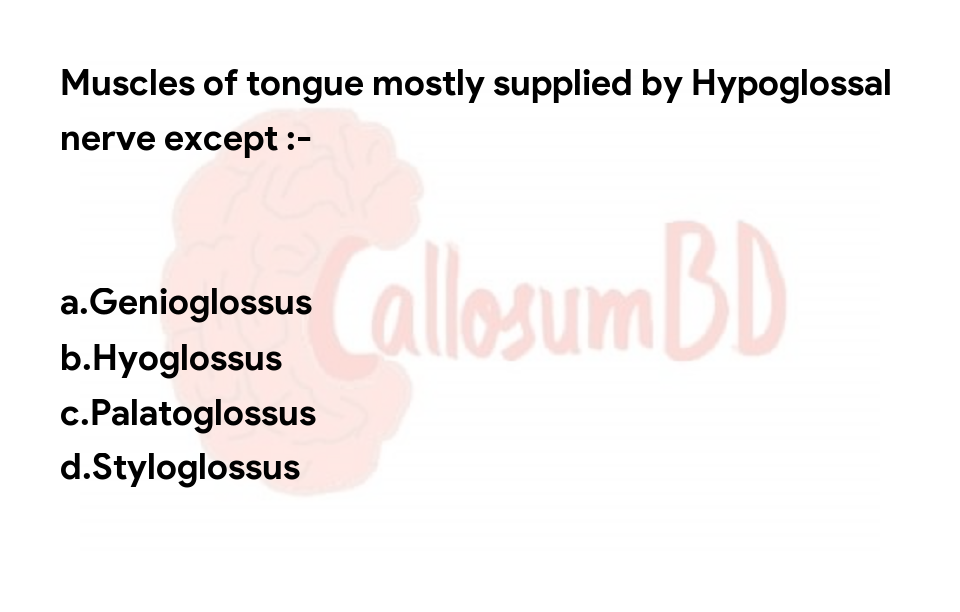 Muscles of tongue mostly supplied by Hypoglossal
nerve except :-
CallosumBD
a.Genioglossus
b.Hyoglossus
c.Palatoglossus
d.Styloglossus